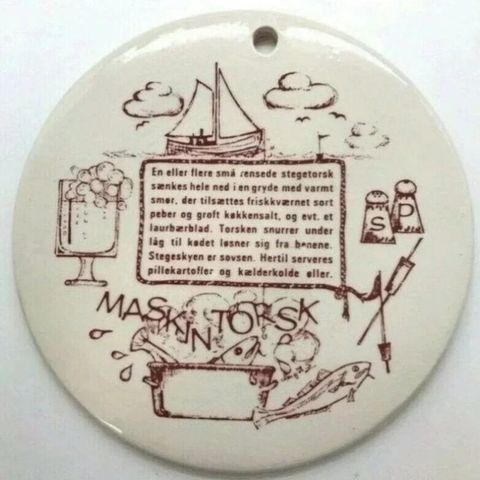 En eller flere små rensede stegetorsk
sænkes hele ned i en gryde med varmt
smør, der tilsættes friskkværnet sort
peber og groft køkkensalt, og evt. et
laurbærblad. Torsken snurrer under
låg til kødet løsner sig fra benene.
Stegeskyen er sovsen. Hertil serveres
pillekartofler og kælderkolde øller.
S P
MASKINTORSK